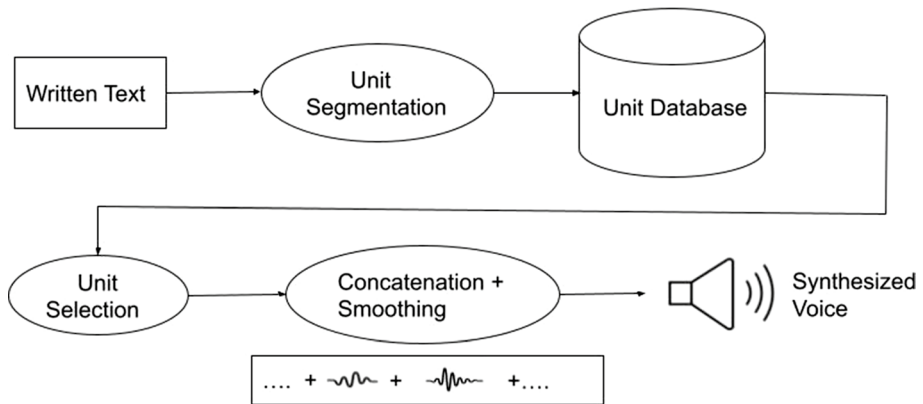 Written Text
Unit
Segmentation
Unit Database
Unit
Selection
Concatenation +
Smoothing
Synthesized
Voice
.... + + +....